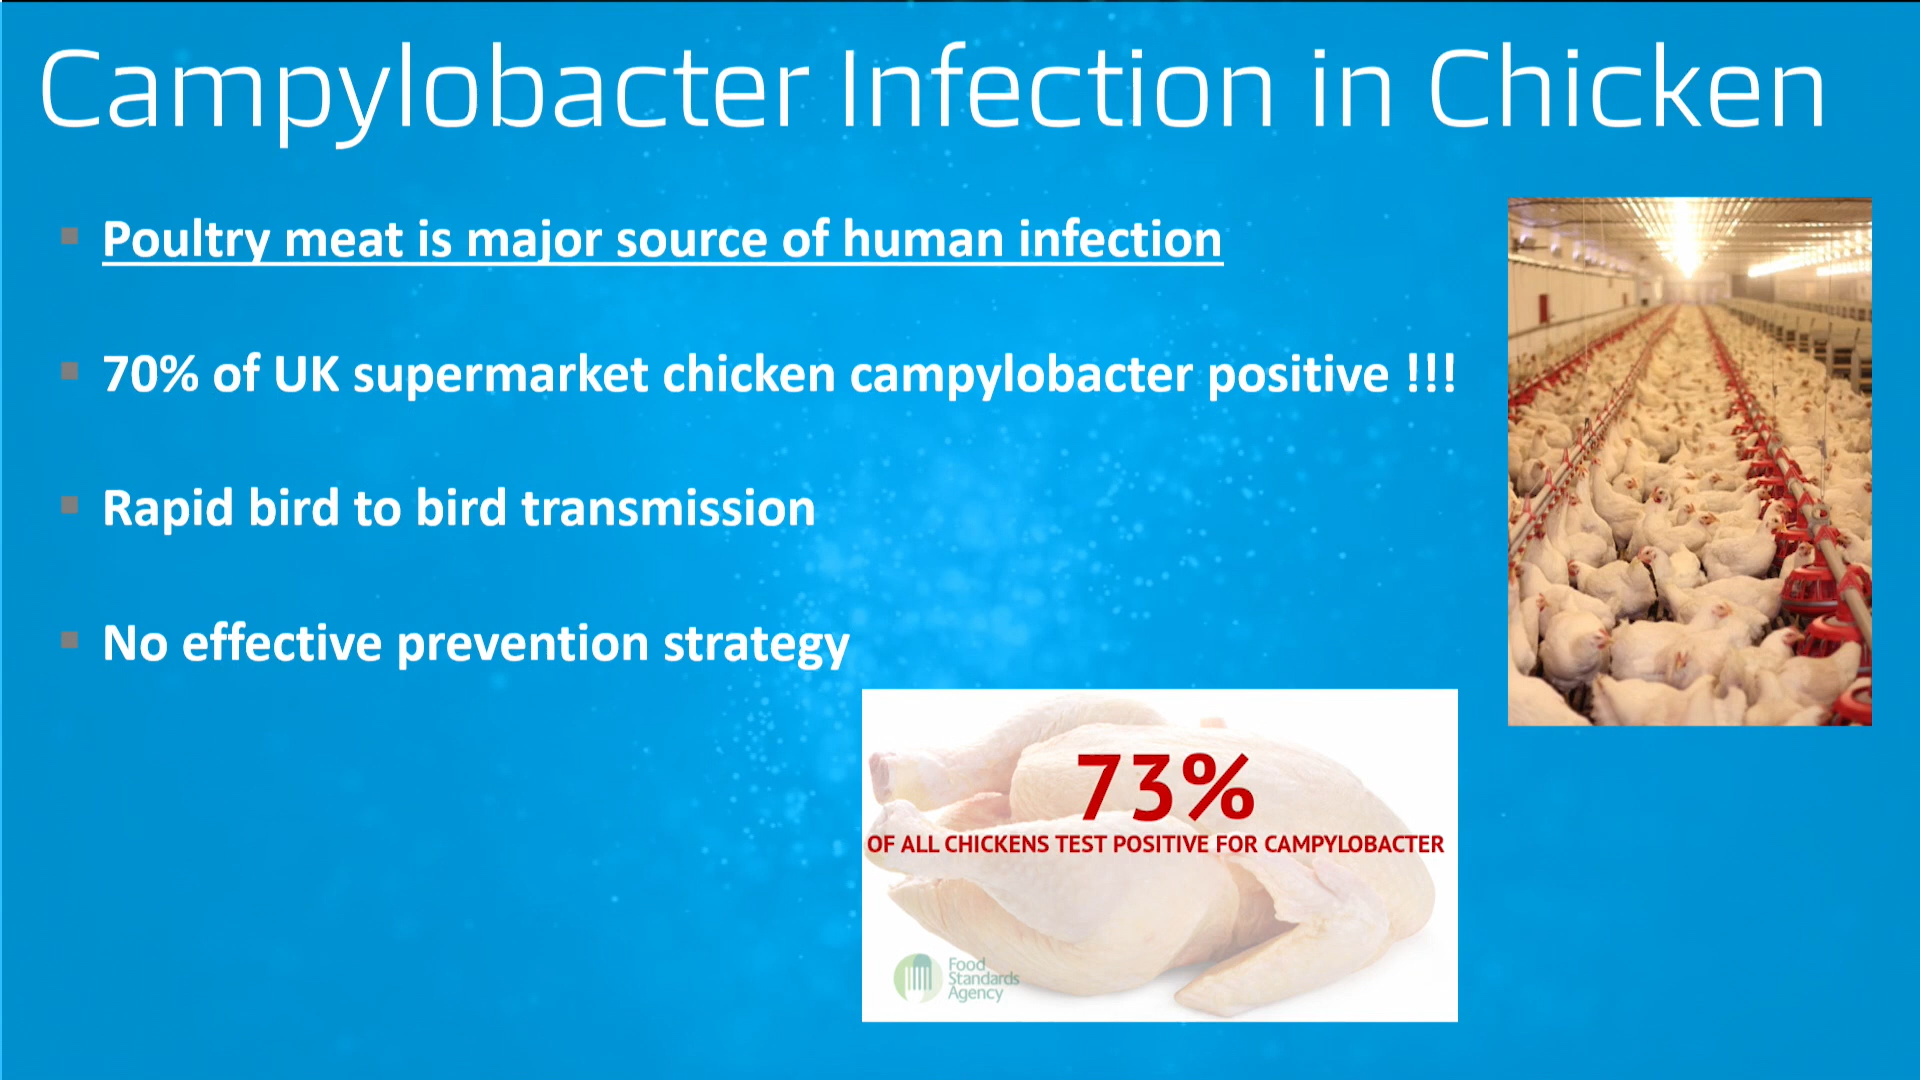 Campylobacter Infection in Chicken
Poultry meat is major source of human infection
70% of UK supermarket chicken campylobacter positive !!!
Rapid bird to bird transmission
No effective prevention strategy
73%
OF ALL CHICKENS TEST POSITIVE FOR CAMPYLOBACTER
Food
Standards
Agency